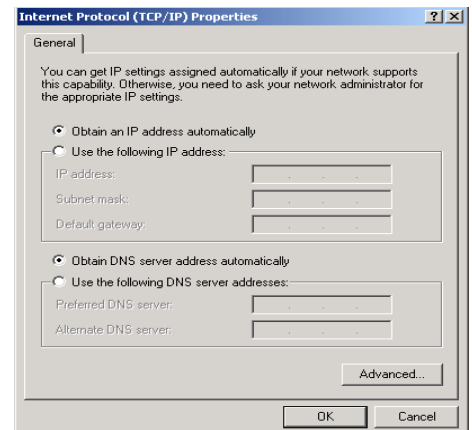 Internet Protocol (TCP/IP) Properties
General
You can get IP settings assigned automatically if your network supports
this capability. Otherwise, you need to ask your network administrator for
the appropriate IP settings.
Obtain an IP address automatically
Use the following IP address:
IP address:
Subnet mask:
Default gateway:
Obtain DNS server address automatically
Use the following DNS server addresses:
Preferred DNS server:
Alternate DNS server:
Advanced...
OK Cancel